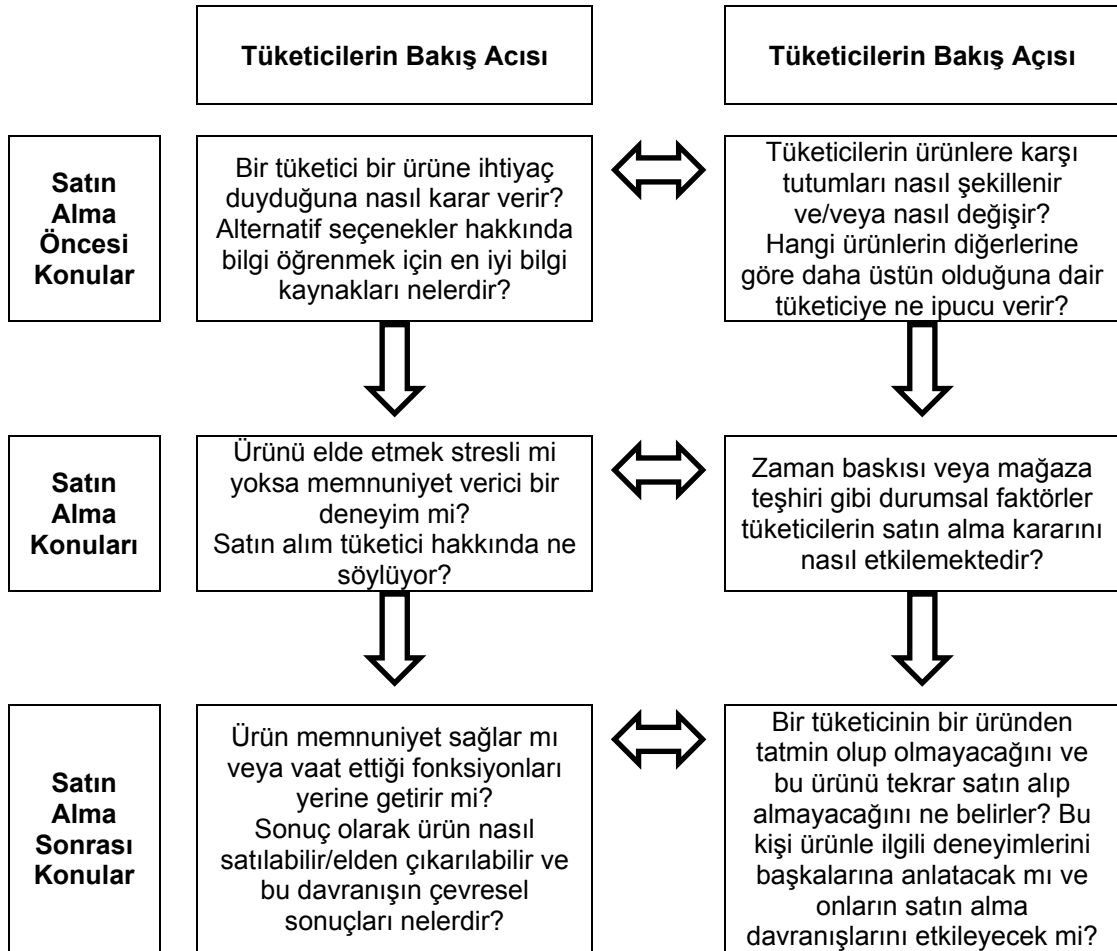 Tüketicilerin Bakış Acısı
Tüketicilerin Bakış Açısı
Satın
Alma
Öncesi
Konular
Bir tüketici bir ürüne ihtiyaç
duyduğuna nasıl karar verir?
Alternatif seçenekler hakkında
bilgi öğrenmek için en iyi bilgi
kaynakları nelerdir?
Tüketicilerin ürünlere karşı
tutumları nasıl şekillenir
ve/veya nasıl değişir?
Hangi ürünlerin diğerlerine
göre daha üstün olduğuna dair
tüketiciye ne ipucu verir?
Satın
Alma
Konuları
Ürünü elde etmek stresli mi
yoksa memnuniyet verici bir
deneyim mi?
Satın alım tüketici hakkında ne
söylüyor?
Zaman baskısı veya mağaza
teşhiri gibi durumsal faktörler
tüketicilerin satın alma kararını
nasıl etkilemektedir?
Satın
Alma
Sonrası
Konular
Ürün memnuniyet sağlar mı
veya vaat ettiği fonksiyonları
yerine getirir mi?
Sonuç olarak ürün nasıl
satılabilir/elden çıkarılabilir ve
bu davranışın çevresel
sonuçları nelerdir?
Bir tüketicinin bir üründen
tatmin olup olmayacağını ve
bu ürünü tekrar satın alıp
almayacağını ne belirler? Bu
kişi ürünle ilgili deneyimlerini
başkalarına anlatacak mı ve
onların satın alma
davranışlarını etkileyecek mi?